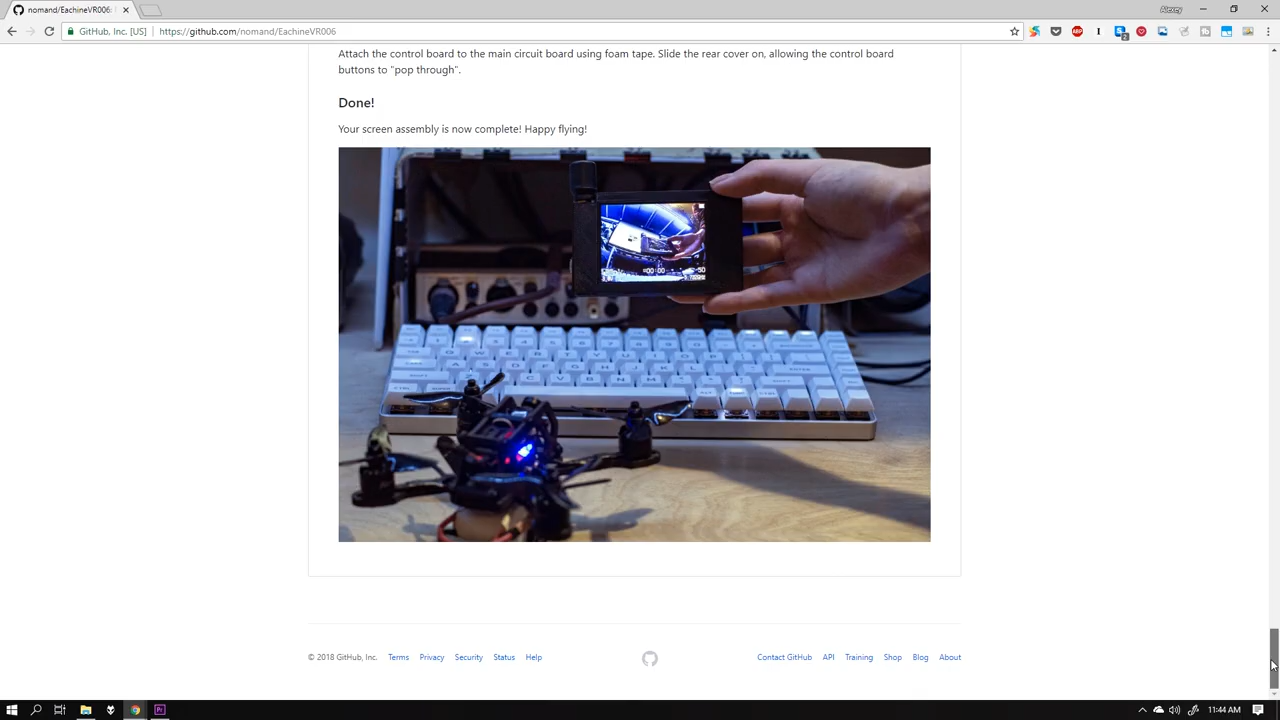 nomand/EachineVR006:
Alexey
GitHub, Inc. [US]
https://github.com/nomand/EachineVR006
Attach the control board to the main circuit board using foam tape. Slide the rear cover on, allowing the control board
buttons to "pop through".
Done!
Your screen assembly is now complete! Happy flying!
© 2018 GitHub, Inc. Terms Privacy Security Status Help
Contact GitHub API Training Shop Blog About
11:44 AM